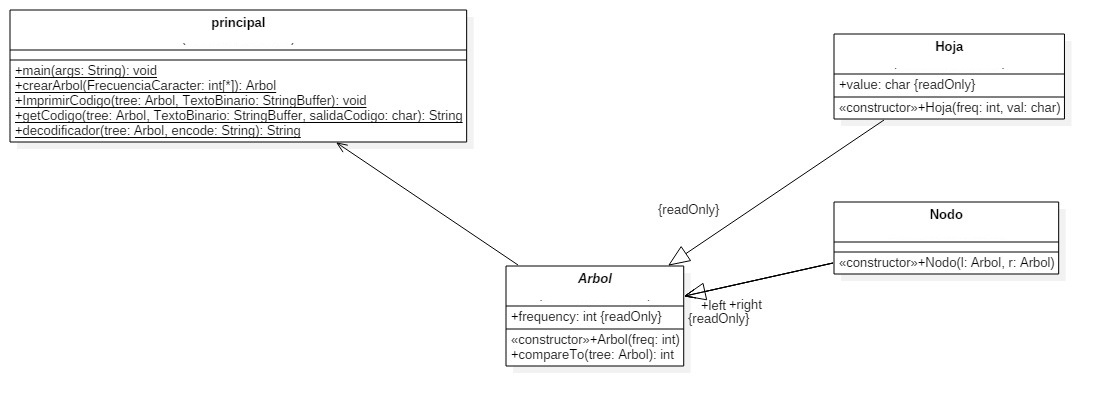 principal
+main(args: String): void
+crearArbol(FrecuenciaCaracter: int[*]): Arbol
+ImprimirCodigo(tree: Arbol, TextoBinario: StringBuffer): void
+getCodigo(tree: Arbol, TextoBinario: StringBuffer, salidaCodigo: char): String
+decodificador(tree: Arbol, encode: String): String
Hoja
+value: char {readOnly}
«constructor»+Hoja(freq: int, val: char)
{readOnly}
Nodo
«constructor»+Nodo(l: Arbol, r: Arbol)
Arbol
+frequency: int {readOnly}
«constructor»+Arbol(freq: int)
+compareTo(tree: Arbol): int
+left +right
{readOnly}